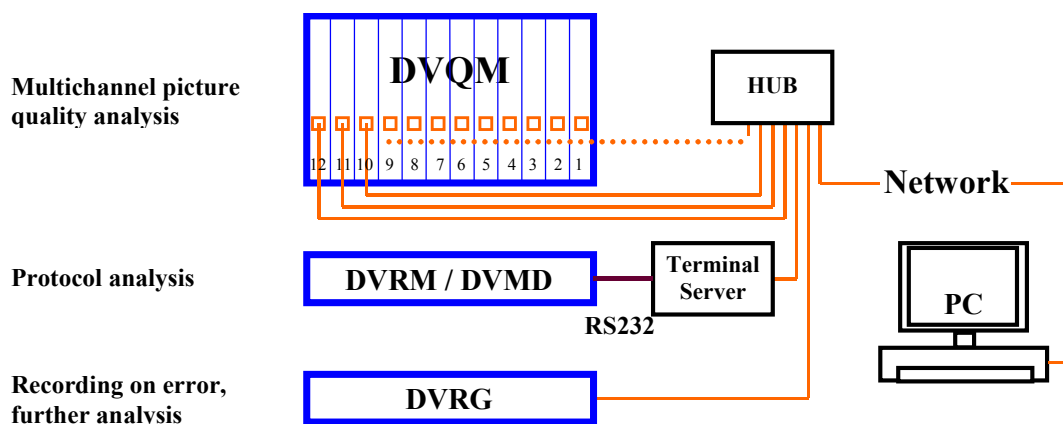 Multichannel picture
quality analysis
DVQM
12 11 10 9 8 7 6 5 4 3 2 1
HUB
Network
Protocol analysis
DVRM / DVMD
RS232
Terminal
Server
PC
Recording on error,
further analysis
DVRG